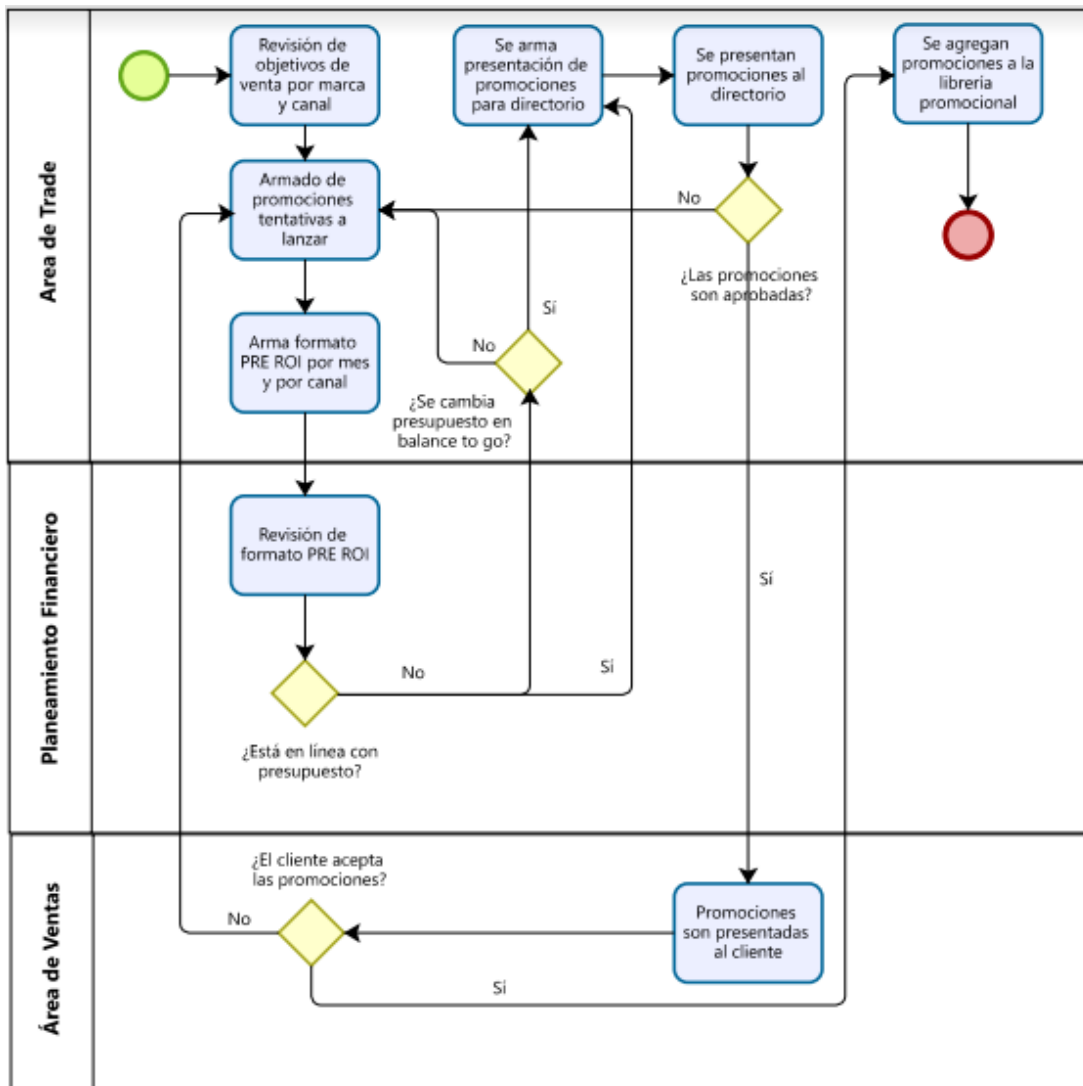 Area de Trade
Revisión de
objetivos de
venta por marca
y canal
Se arma
presentación de
promociones
para directorio
Se presentan
promociones al
directorio
Se agregan
promociones a la
libreria
promocional
Armado de
promociones
tentativas a
lanzar
No
¿Las promociones
son aprobadas?
Sí
Arma formato
PRE ROI por mes
y por canal
No
¿Se cambia
presupuesto en
balance to go?
Planeamiento Financiero
Revisión de
formato PRE ROI
Sí
No
Sí
¿Está en línea con
presupuesto?
Área de Ventas
¿El cliente acepta
las promociones?
No
Promociones
son presentadas
al cliente
Sí